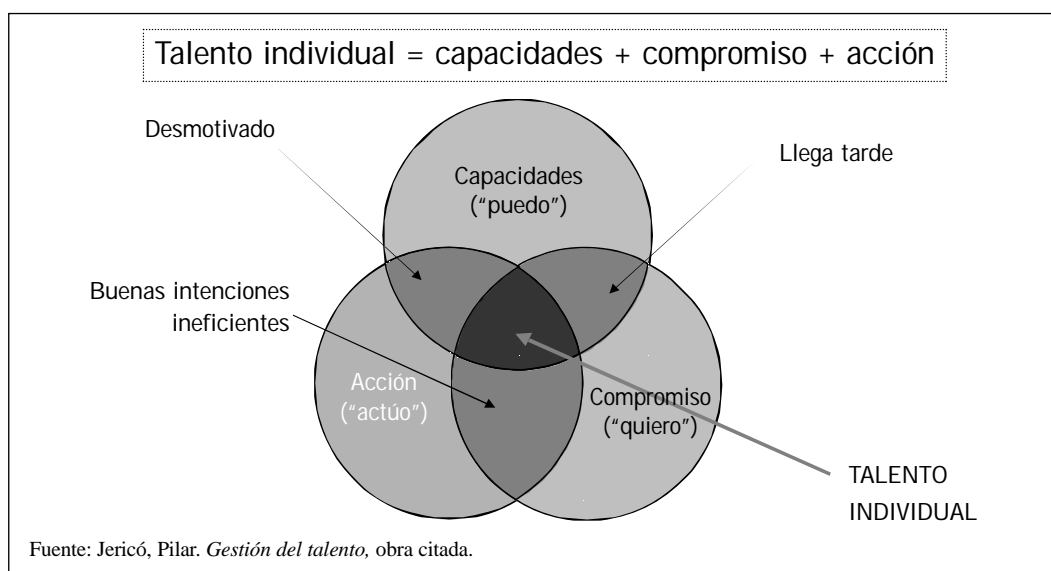 Talento individual = capacidades + compromiso + acción
Desmotivado
Llega tarde
Capacidades
(“puedo”)
Buenas intenciones
ineficientes
Acción
(“actúo”)
Compromiso
(“quiero”)
TALENTO
INDIVIDUAL
Fuente: Jericó, Pilar. Gestión del talento, obra citada.